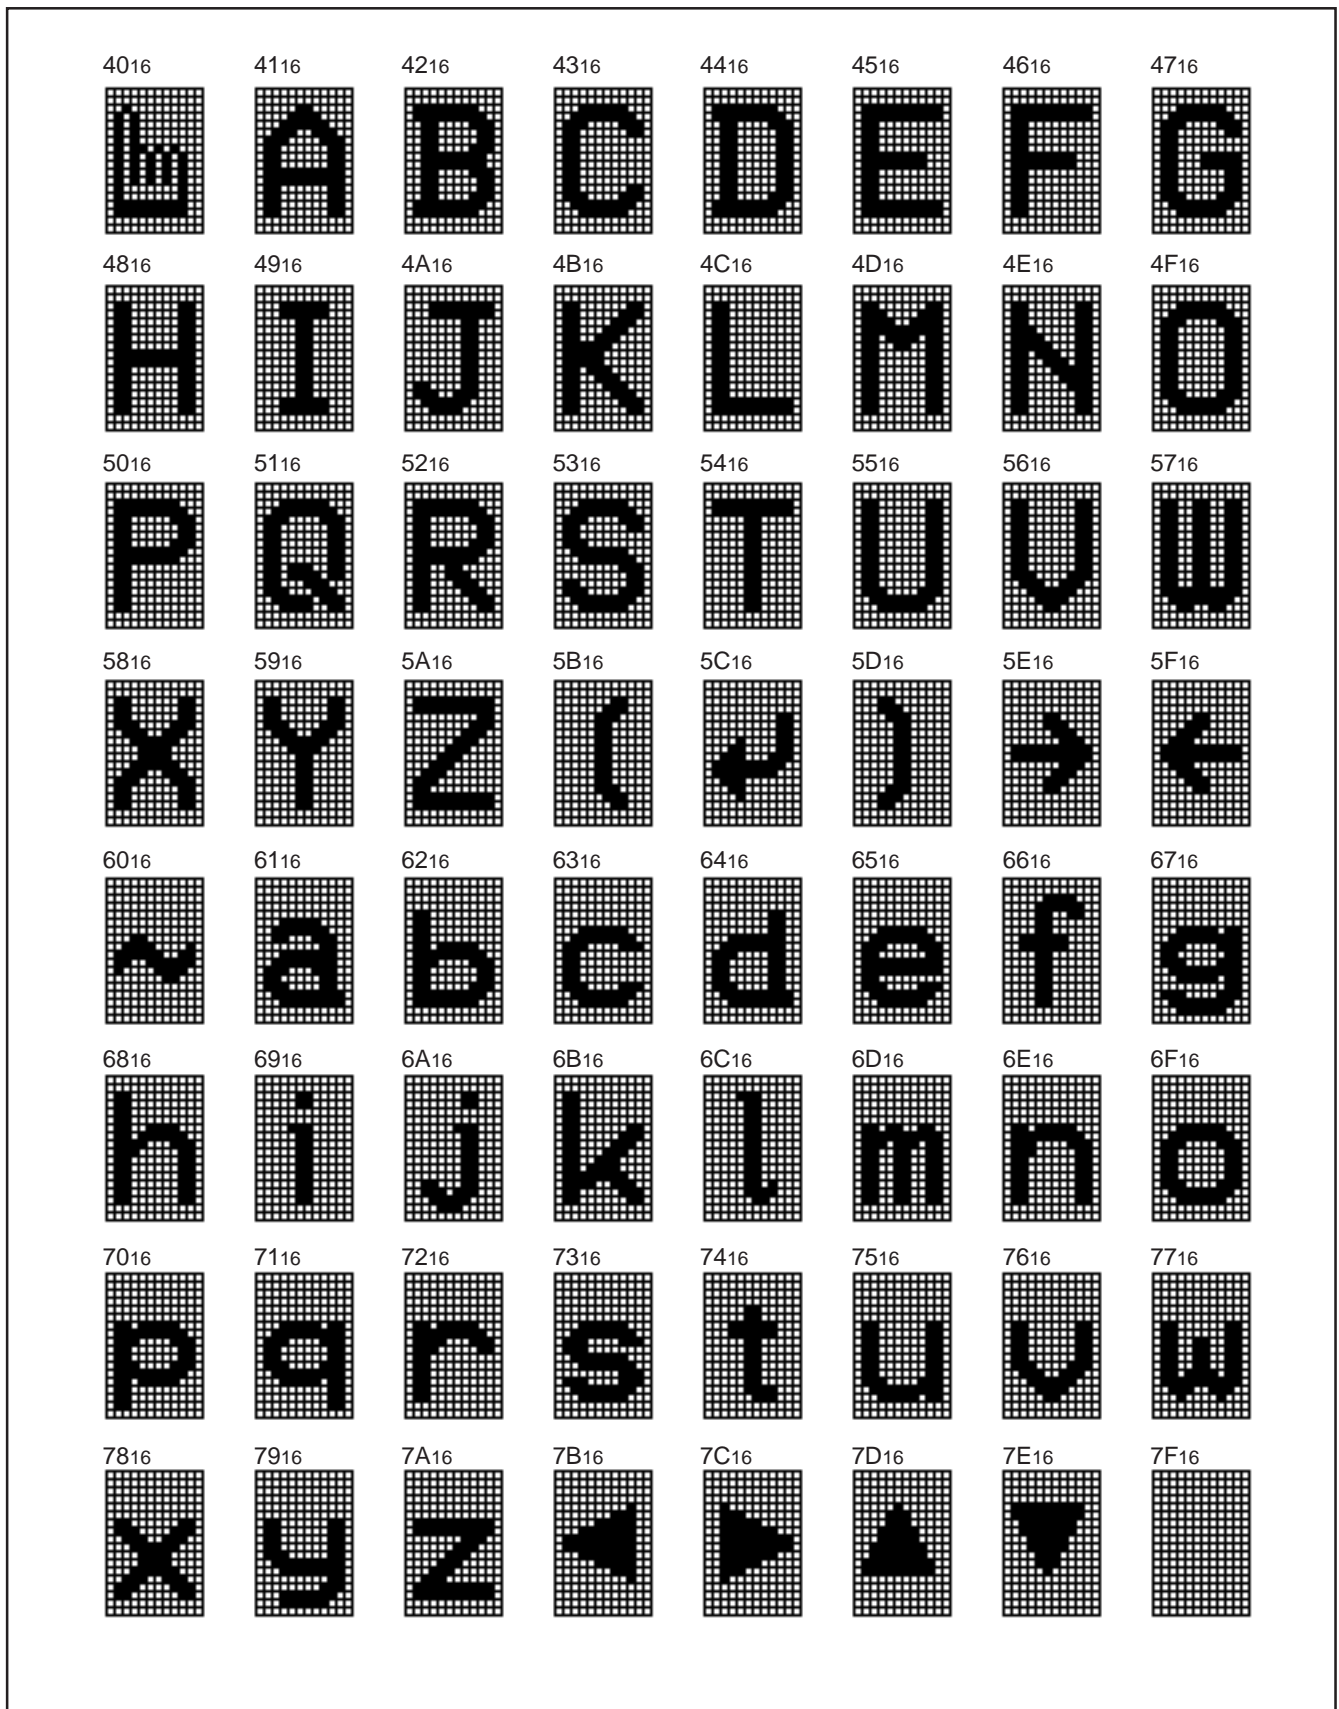 40₁₆ 41₁₆ 42₁₆ 43₁₆ 44₁₆ 45₁₆ 46₁₆ 47₁₆
A B C D E F G
48₁₆ 49₁₆ 4A₁₆ 4B₁₆ 4C₁₆ 4D₁₆ 4E₁₆ 4F₁₆
H I J K L M N O
50₁₆ 51₁₆ 52₁₆ 53₁₆ 54₁₆ 55₁₆ 56₁₆ 57₁₆
P Q R S T U V W
58₁₆ 59₁₆ 5A₁₆ 5B₁₆ 5C₁₆ 5D₁₆ 5E₁₆ 5F₁₆
X Y Z ( ↲ ) → ←
60₁₆ 61₁₆ 62₁₆ 63₁₆ 64₁₆ 65₁₆ 66₁₆ 67₁₆
~ a b c d e f g
68₁₆ 69₁₆ 6A₁₆ 6B₁₆ 6C₁₆ 6D₁₆ 6E₁₆ 6F₁₆
h i j k l m n o
70₁₆ 71₁₆ 72₁₆ 73₁₆ 74₁₆ 75₁₆ 76₁₆ 77₁₆
p q r s t u v w
78₁₆ 79₁₆ 7A₁₆ 7B₁₆ 7C₁₆ 7D₁₆ 7E₁₆ 7F₁₆
x y z ◀ ▶ ▲ ▼